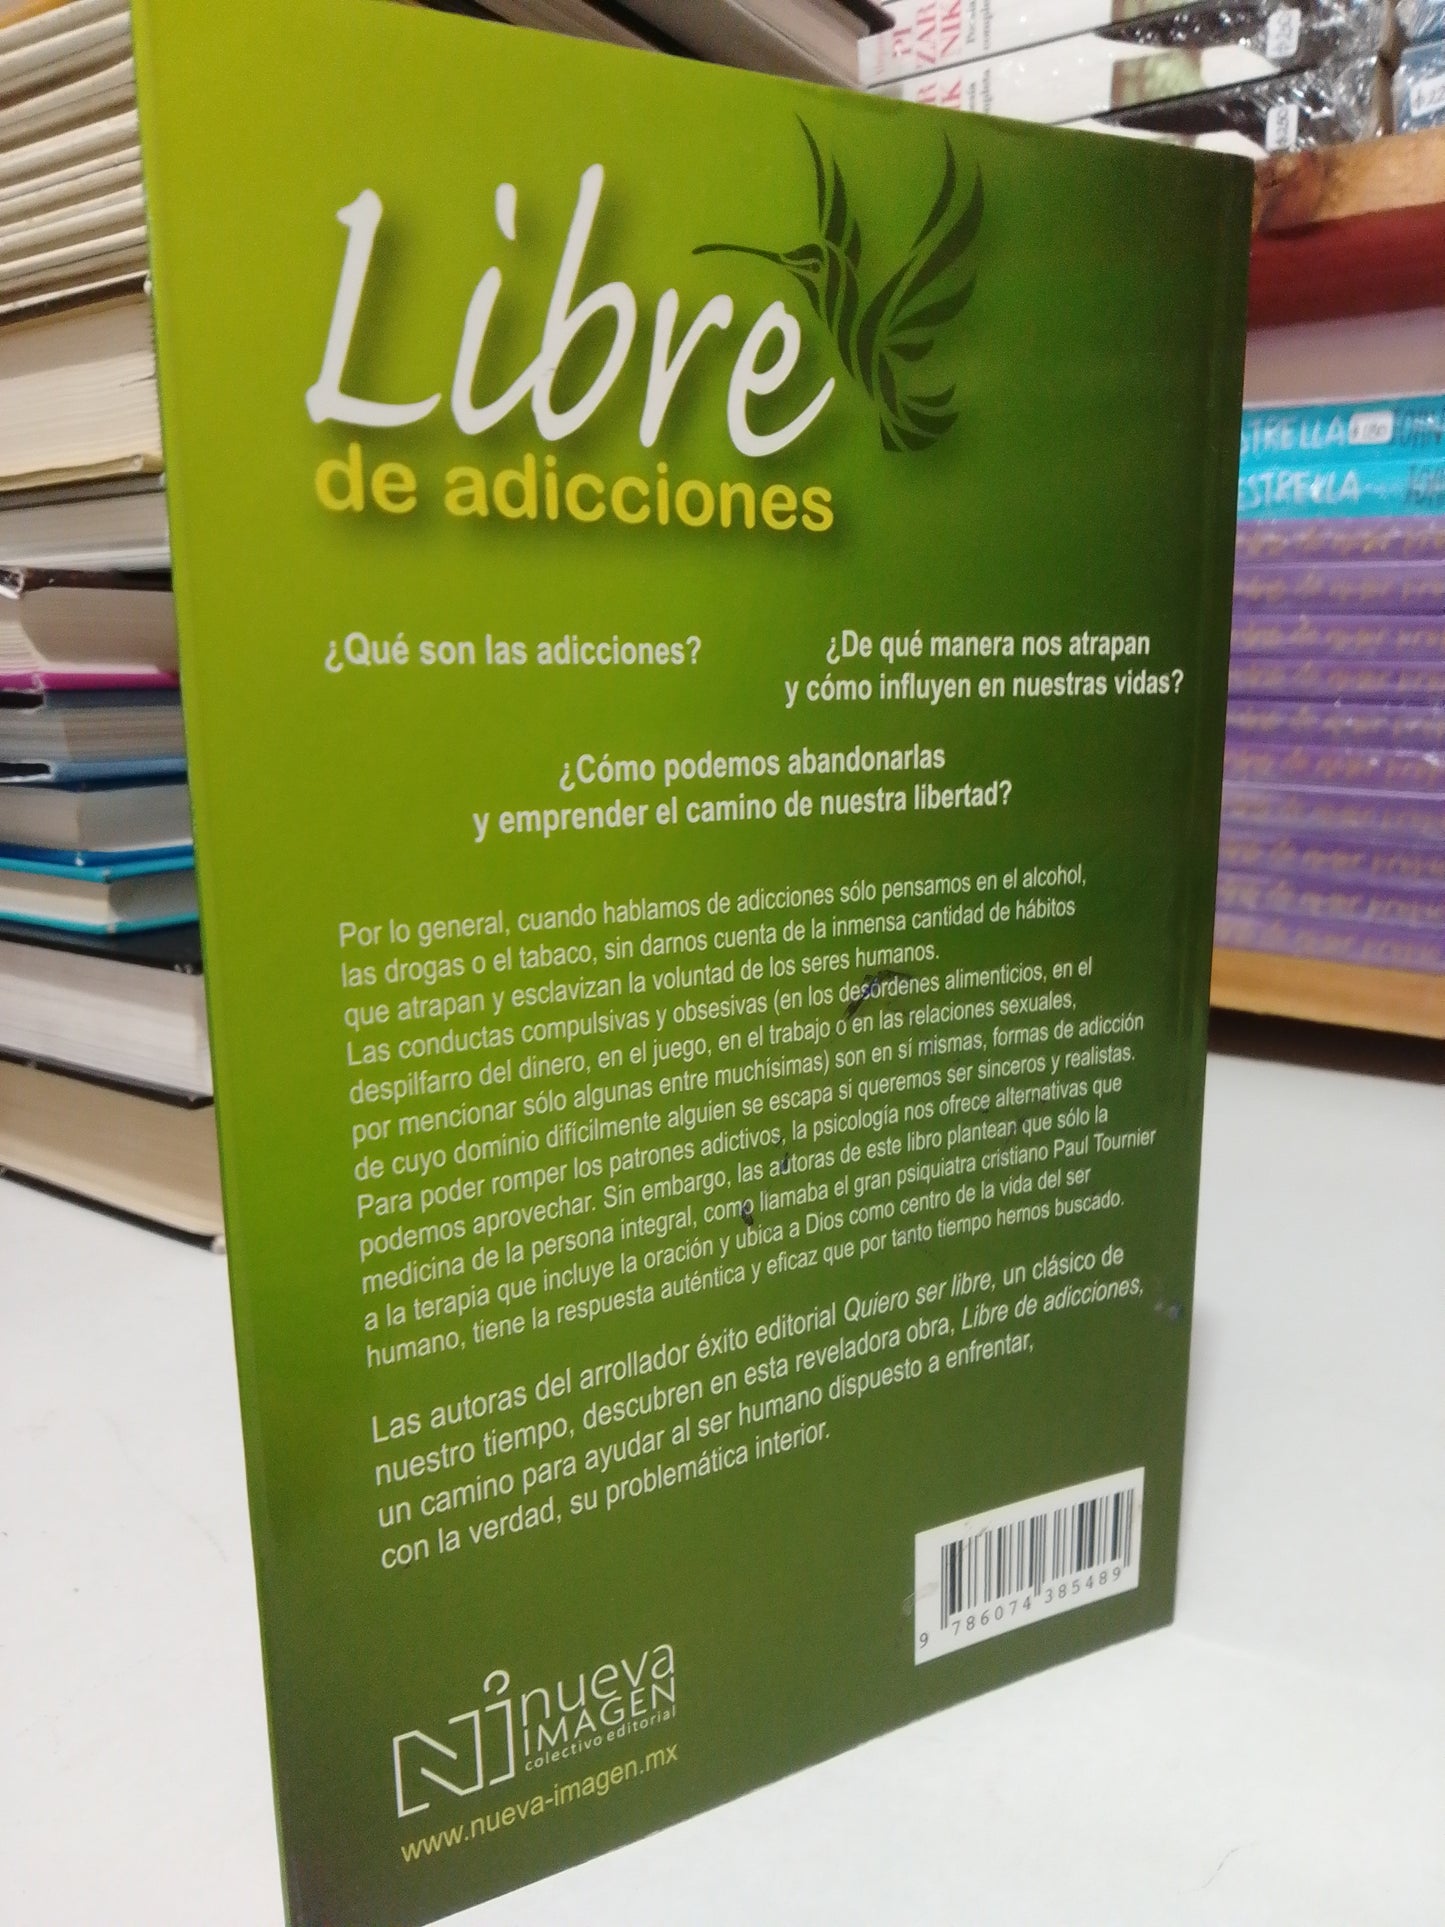 Libre
de adicciones
¿Qué son las adicciones?
¿De qué manera nos atrapan
y cómo influyen en nuestras vidas?
¿Cómo podemos abandonarlas
y emprender el camino de nuestra libertad?
Por lo general, cuando hablamos de adicciones sólo pensamos en el alcohol,
las drogas o el tabaco, sin darnos cuenta de la inmensa cantidad de hábitos
que atrapan y esclavizan la voluntad de los seres humanos.
Las conductas compulsivas y obsesivas (en los desórdenes alimenticios, en el
despilfarro del dinero, en el juego, en el trabajo o en las relaciones sexuales,
por mencionar sólo algunas entre muchísimas) son en sí mismas, formas de adicción
de cuyo dominio difícilmente alguien se escapa si queremos ser sinceros y realistas.
Para poder romper los patrones adictivos, la psicología nos ofrece alternativas que
podemos aprovechar. Sin embargo, las autoras de este libro plantean que sólo la
medicina de la persona integral, como llamaba el gran psiquiatra cristiano Paul Tournier
a la terapia que incluye la oración y ubica a Dios como centro de la vida del ser
humano, tiene la respuesta auténtica y eficaz que por tanto tiempo hemos buscado.
Las autoras del arrollador éxito editorial Quiero ser libre, un clásico de
nuestro tiempo, descubren en esta reveladora obra, Libre de adicciones,
un camino para ayudar al ser humano dispuesto a enfrentar,
con la verdad, su problemática interior.
9 786074 385489
Ni nueva
IMAGEN
colectivo editorial
www.nueva-imagen.mx
PI
ZAR
NIK
Poesía
completa
$250
$250
ESTRELLA
$180
ESTRELLA